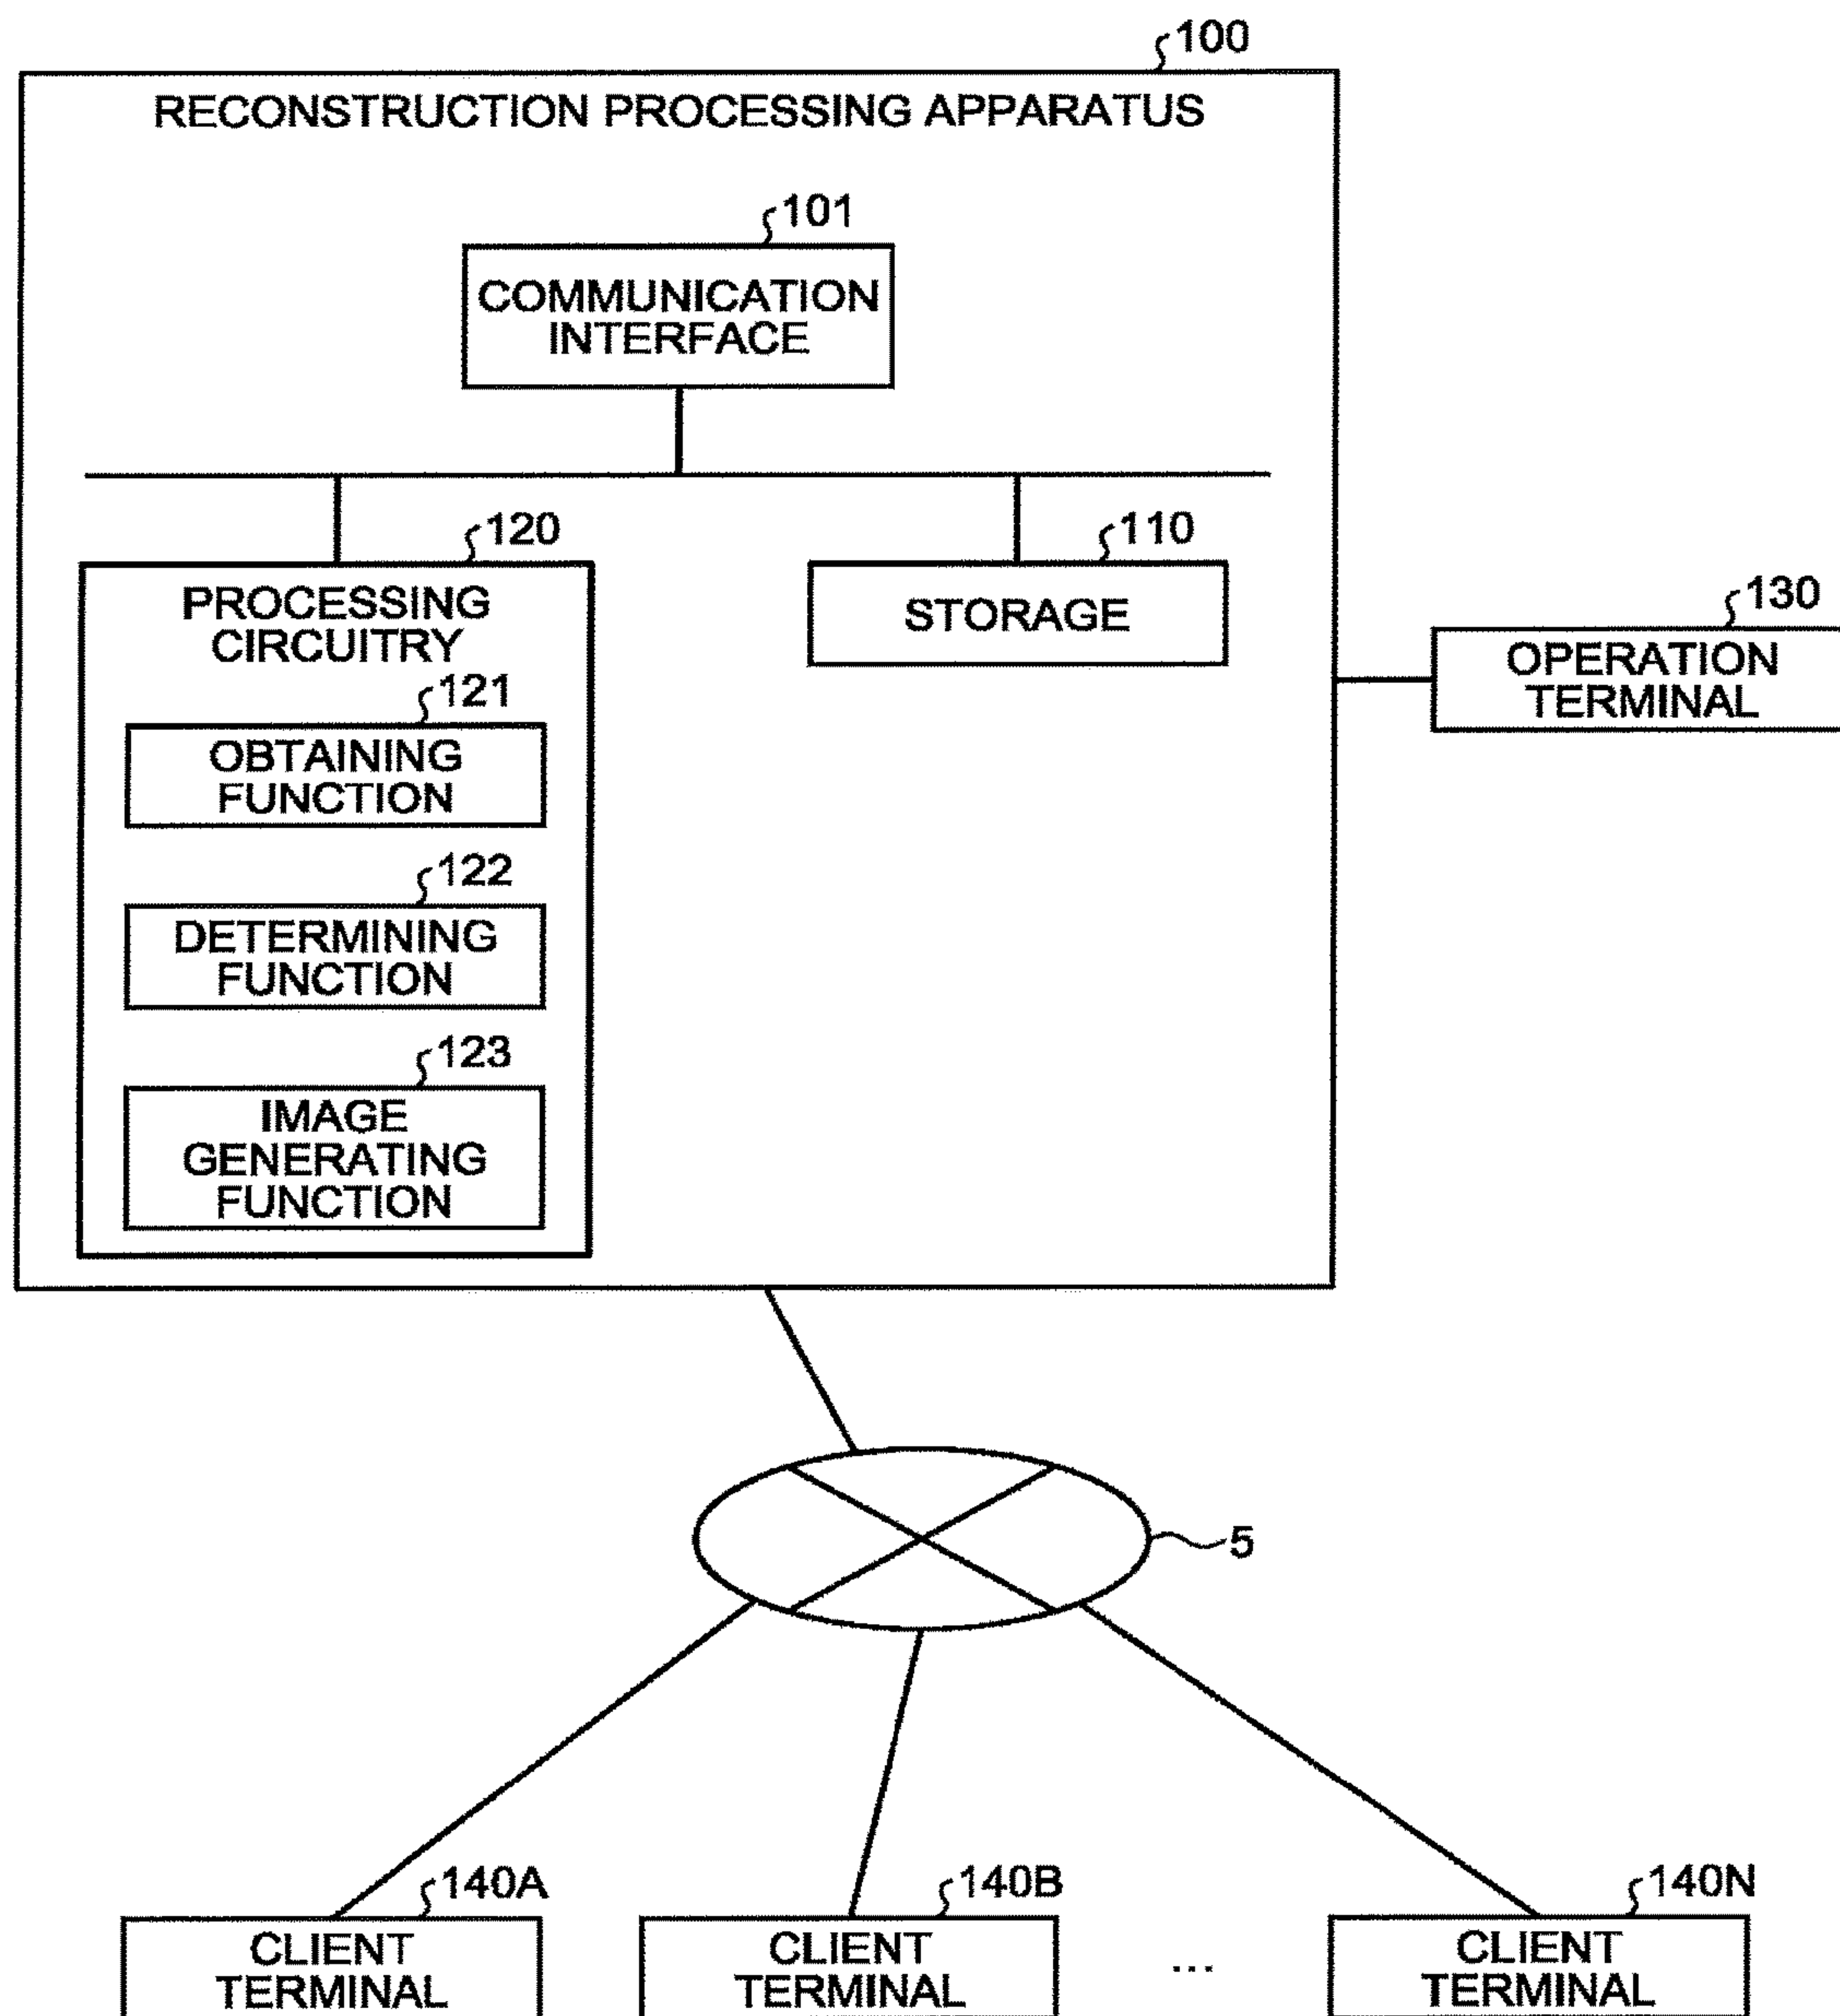 100
RECONSTRUCTION PROCESSING APPARATUS
101
COMMUNICATION
INTERFACE
120
PROCESSING
CIRCUITRY
110
STORAGE
130
OPERATION
TERMINAL
121
OBTAINING
FUNCTION
122
DETERMINING
FUNCTION
123
IMAGE
GENERATING
FUNCTION
5
140A
CLIENT
TERMINAL
140B
CLIENT
TERMINAL
...
140N
CLIENT
TERMINAL